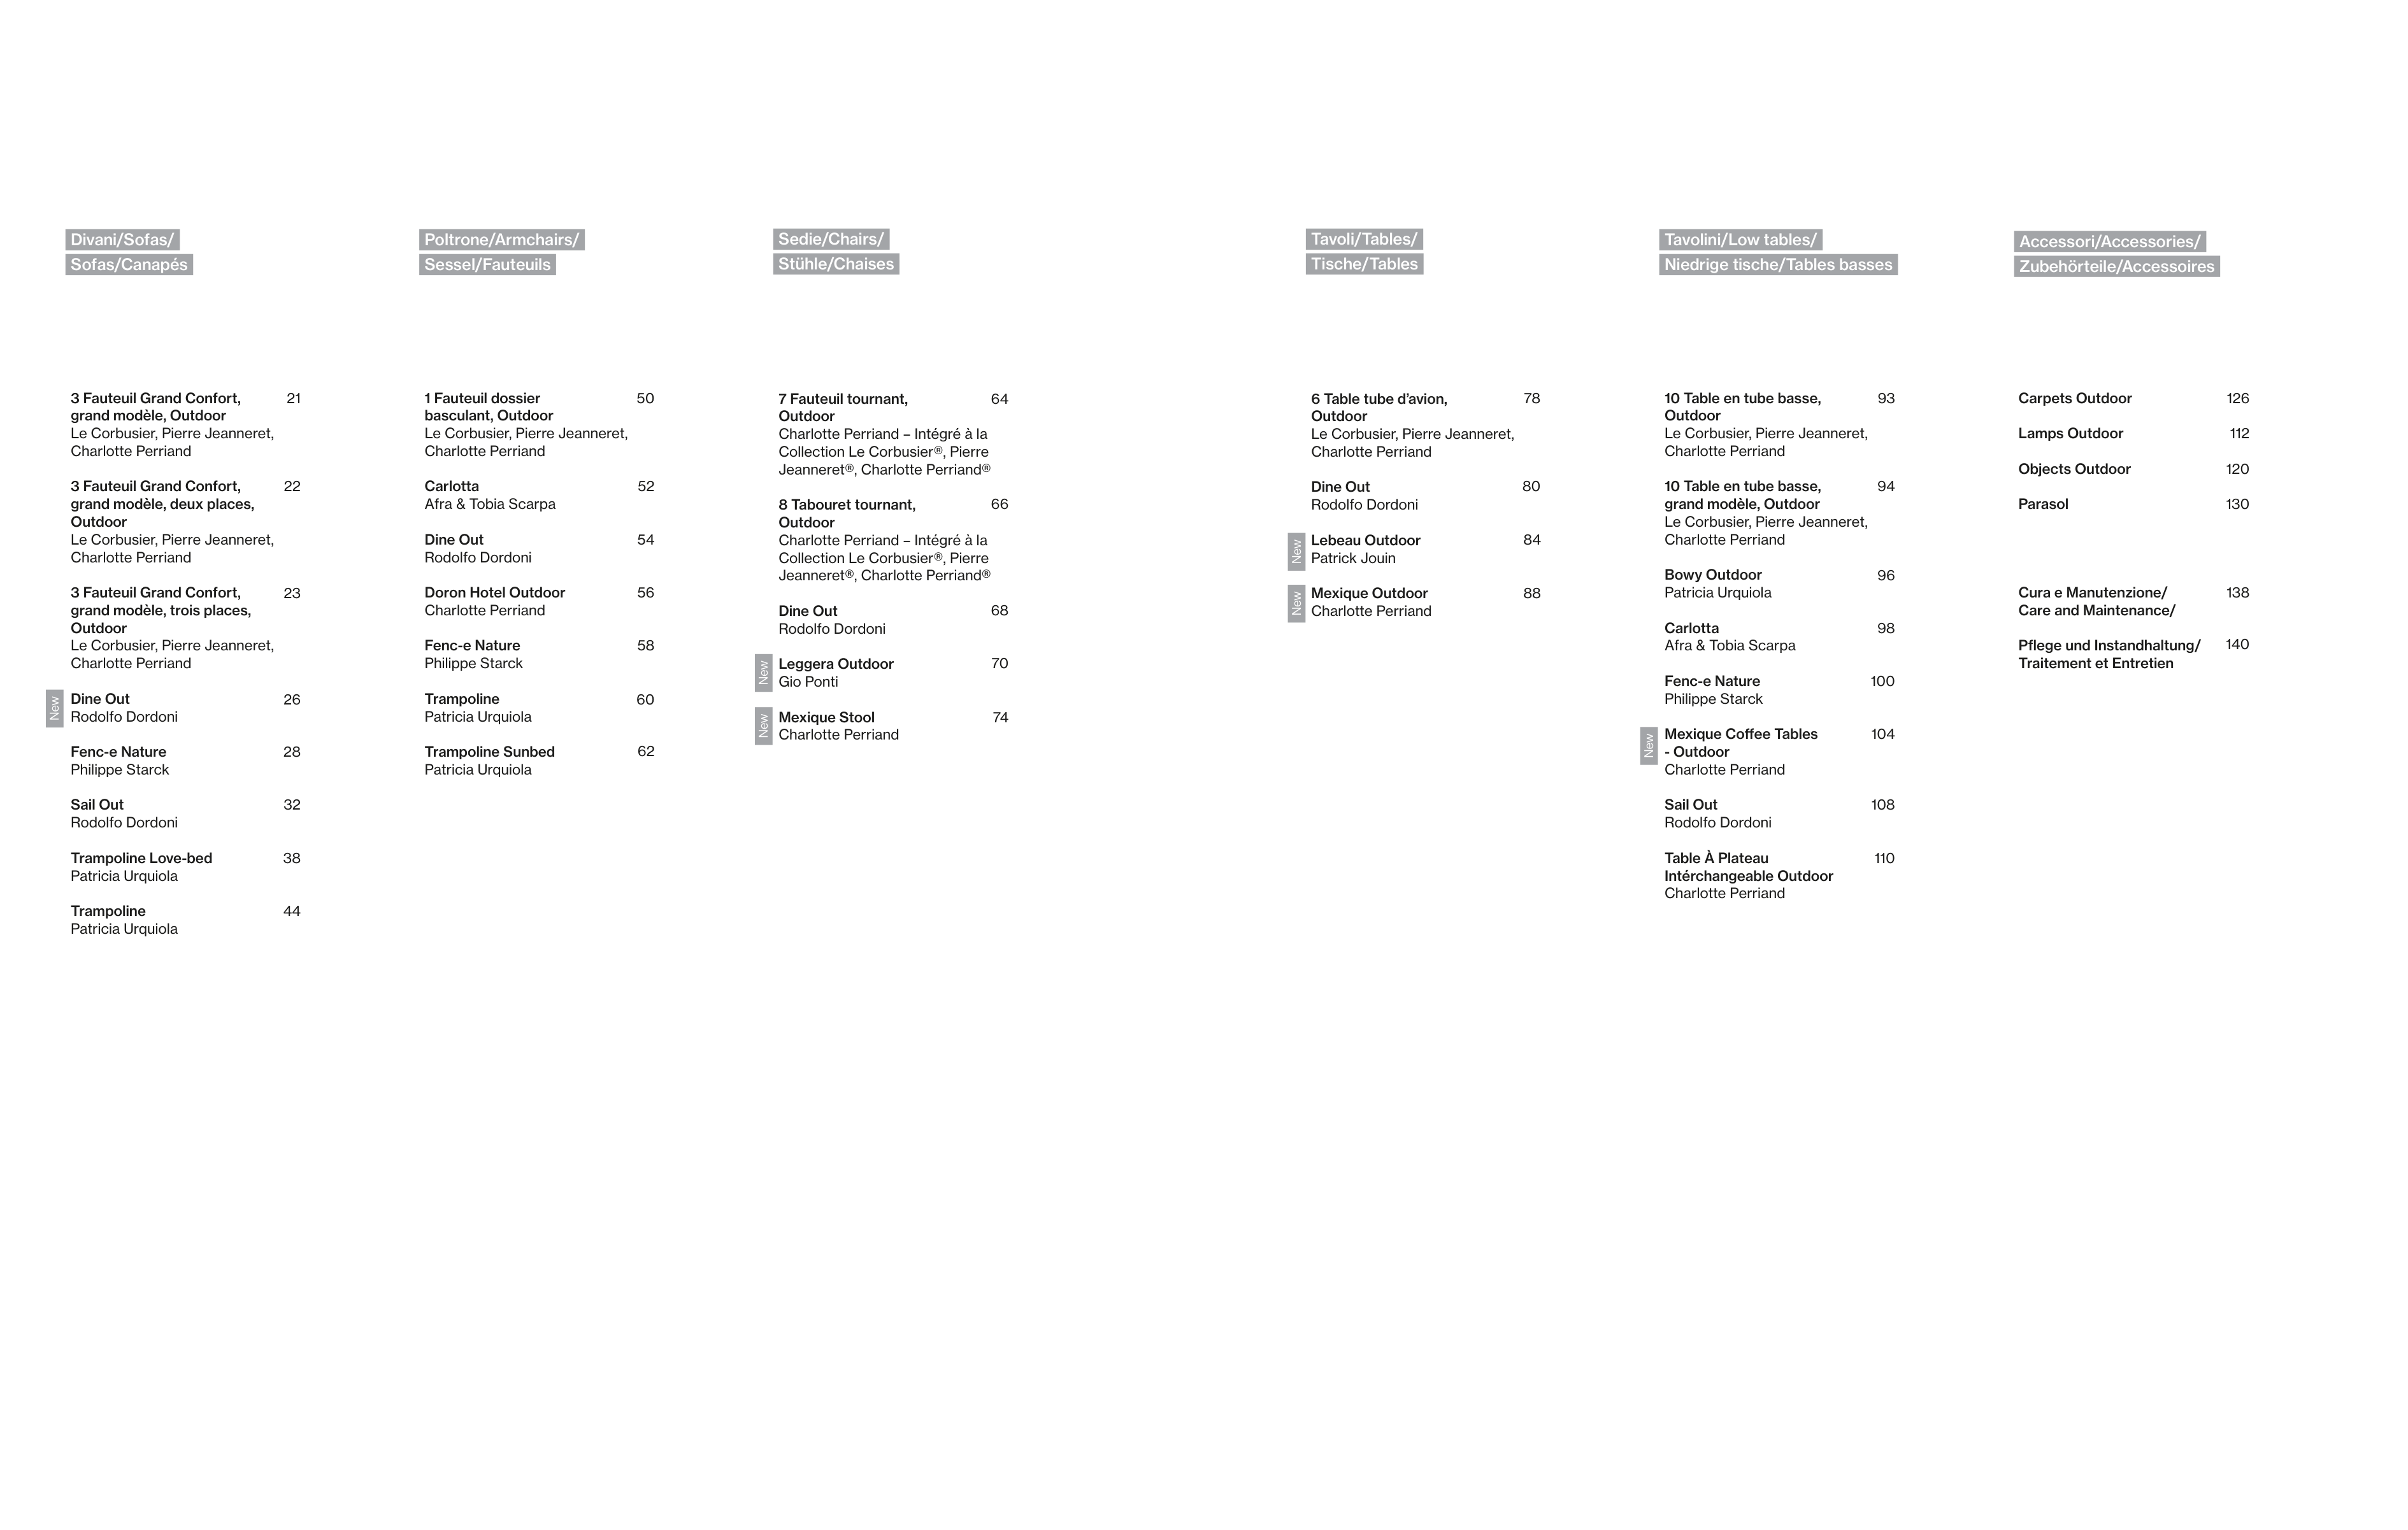 Divani/Sofas/
Sofas/Canapés
3 Fauteuil Grand Confort, 21
grand modèle, Outdoor
Le Corbusier, Pierre Jeanneret,
Charlotte Perriand
3 Fauteuil Grand Confort, 22
grand modèle, deux places,
Outdoor
Le Corbusier, Pierre Jeanneret,
Charlotte Perriand
3 Fauteuil Grand Confort, 23
grand modèle, trois places,
Outdoor
Le Corbusier, Pierre Jeanneret,
Charlotte Perriand
New
Dine Out 26
Rodolfo Dordoni
Fenc-e Nature 28
Philippe Starck
Sail Out 32
Rodolfo Dordoni
Trampoline Love-bed 38
Patricia Urquiola
Trampoline 44
Patricia Urquiola
Poltrone/Armchairs/
Sessel/Fauteuils
1 Fauteuil dossier 50
basculant, Outdoor
Le Corbusier, Pierre Jeanneret,
Charlotte Perriand
Carlotta 52
Afra & Tobia Scarpa
Dine Out 54
Rodolfo Dordoni
Doron Hotel Outdoor 56
Charlotte Perriand
Fenc-e Nature 58
Philippe Starck
Trampoline 60
Patricia Urquiola
Trampoline Sunbed 62
Patricia Urquiola
Sedie/Chairs/
Stühle/Chaises
7 Fauteuil tournant, 64
Outdoor
Charlotte Perriand – Intégré à la
Collection Le Corbusier®, Pierre
Jeanneret®, Charlotte Perriand®
8 Tabouret tournant, 66
Outdoor
Charlotte Perriand – Intégré à la
Collection Le Corbusier®, Pierre
Jeanneret®, Charlotte Perriand®
Dine Out 68
Rodolfo Dordoni
New
Leggera Outdoor 70
Gio Ponti
New
Mexique Stool 74
Charlotte Perriand
Tavoli/Tables/
Tische/Tables
6 Table tube d’avion, 78
Outdoor
Le Corbusier, Pierre Jeanneret,
Charlotte Perriand
Dine Out 80
Rodolfo Dordoni
New
Lebeau Outdoor 84
Patrick Jouin
New
Mexique Outdoor 88
Charlotte Perriand
Tavolini/Low tables/
Niedrige tische/Tables basses
10 Table en tube basse, 93
Outdoor
Le Corbusier, Pierre Jeanneret,
Charlotte Perriand
10 Table en tube basse, 94
grand modèle, Outdoor
Le Corbusier, Pierre Jeanneret,
Charlotte Perriand
Bowy Outdoor 96
Patricia Urquiola
Carlotta 98
Afra & Tobia Scarpa
Fenc-e Nature 100
Philippe Starck
New
Mexique Coffee Tables 104
- Outdoor
Charlotte Perriand
Sail Out 108
Rodolfo Dordoni
Table À Plateau 110
Intérchangeable Outdoor
Charlotte Perriand
Accessori/Accessories/
Zubehörteile/Accessoires
Carpets Outdoor 126
Lamps Outdoor 112
Objects Outdoor 120
Parasol 130
Cura e Manutenzione/ 138
Care and Maintenance/
Pflege und Instandhaltung/ 140
Traitement et Entretien